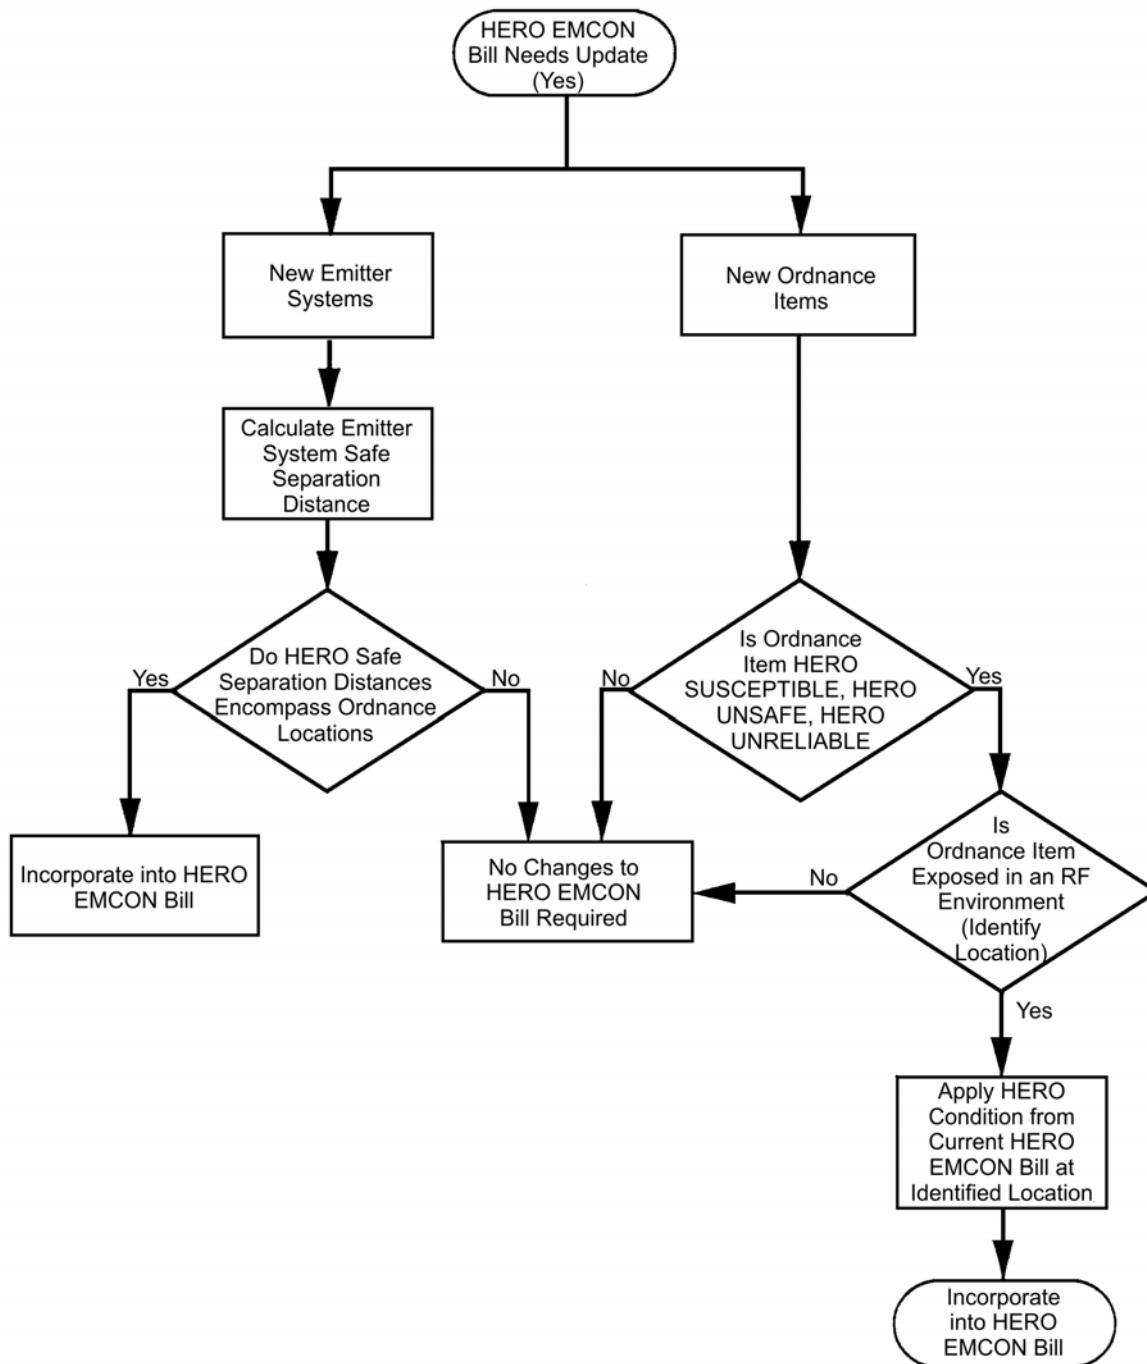 HERO EMCON
Bill Needs Update
(Yes)
New Emitter
Systems
New Ordnance
Items
Calculate Emitter
System Safe
Separation
Distance
Do HERO Safe
Separation Distances
Encompass Ordnance
Locations
Yes
No
Is Ordnance
Item HERO
SUSCEPTIBLE, HERO
UNSAFE, HERO
UNRELIABLE
No
Yes
Incorporate into HERO
EMCON Bill
No Changes to
HERO EMCON
Bill Required
Is
Ordnance Item
Exposed in an RF
Environment
(Identify
Location)
No
Yes
Apply HERO
Condition from
Current HERO
EMCON Bill at
Identified Location
Incorporate
into HERO
EMCON Bill